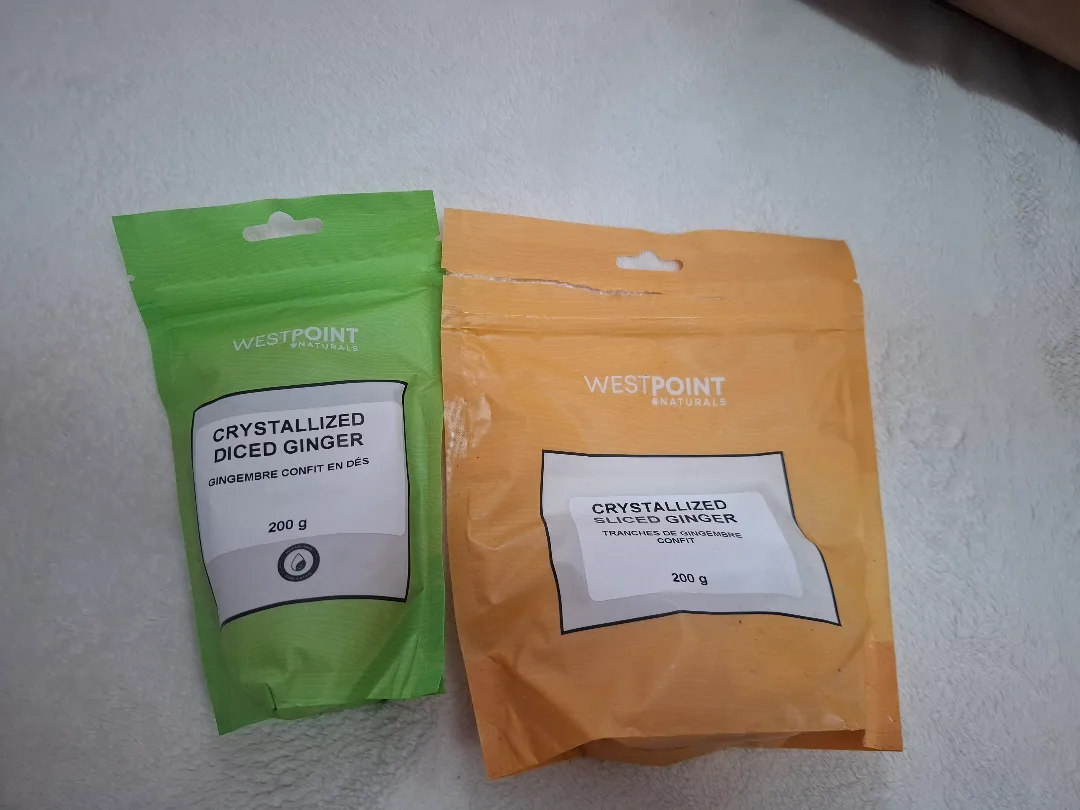 WESTPOINT
NATURALS
CRYSTALLIZED
DICED GINGER
GINGEMBRE CONFIT EN DÉS
200 g
WESTPOINT
NATURALS
CRYSTALLIZED
SLICED GINGER
TRANCHES DE GINGEMBRE
CONFIT
200 g